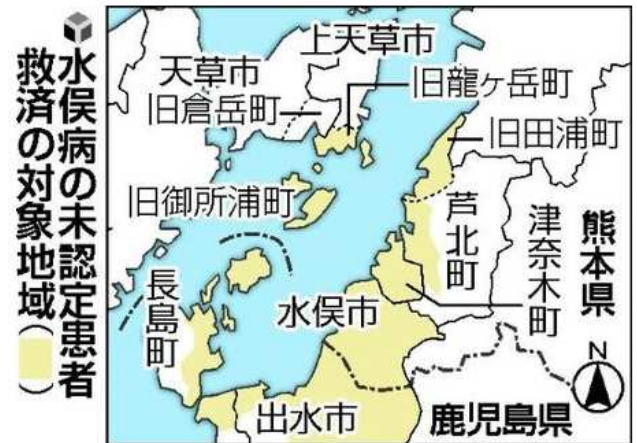 水俣病の未認定患者
救済の対象地域( )
上天草市
天草市
旧龍ヶ岳町
旧倉岳町
旧田浦町
旧御所浦町
芦北町
津奈木町
熊本県
長島町
水俣市
N
出水市
鹿児島県